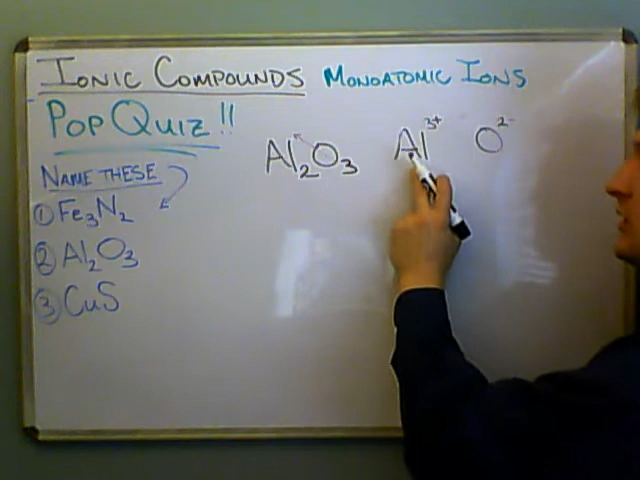 IONIC COMPOUNDS MONOATOMIC IONS
POP QUIZ!!
Al₂O₃ Al³⁺ O²⁻
NAME THESE
① Fe₃N₂
② Al₂O₃
③ CuS